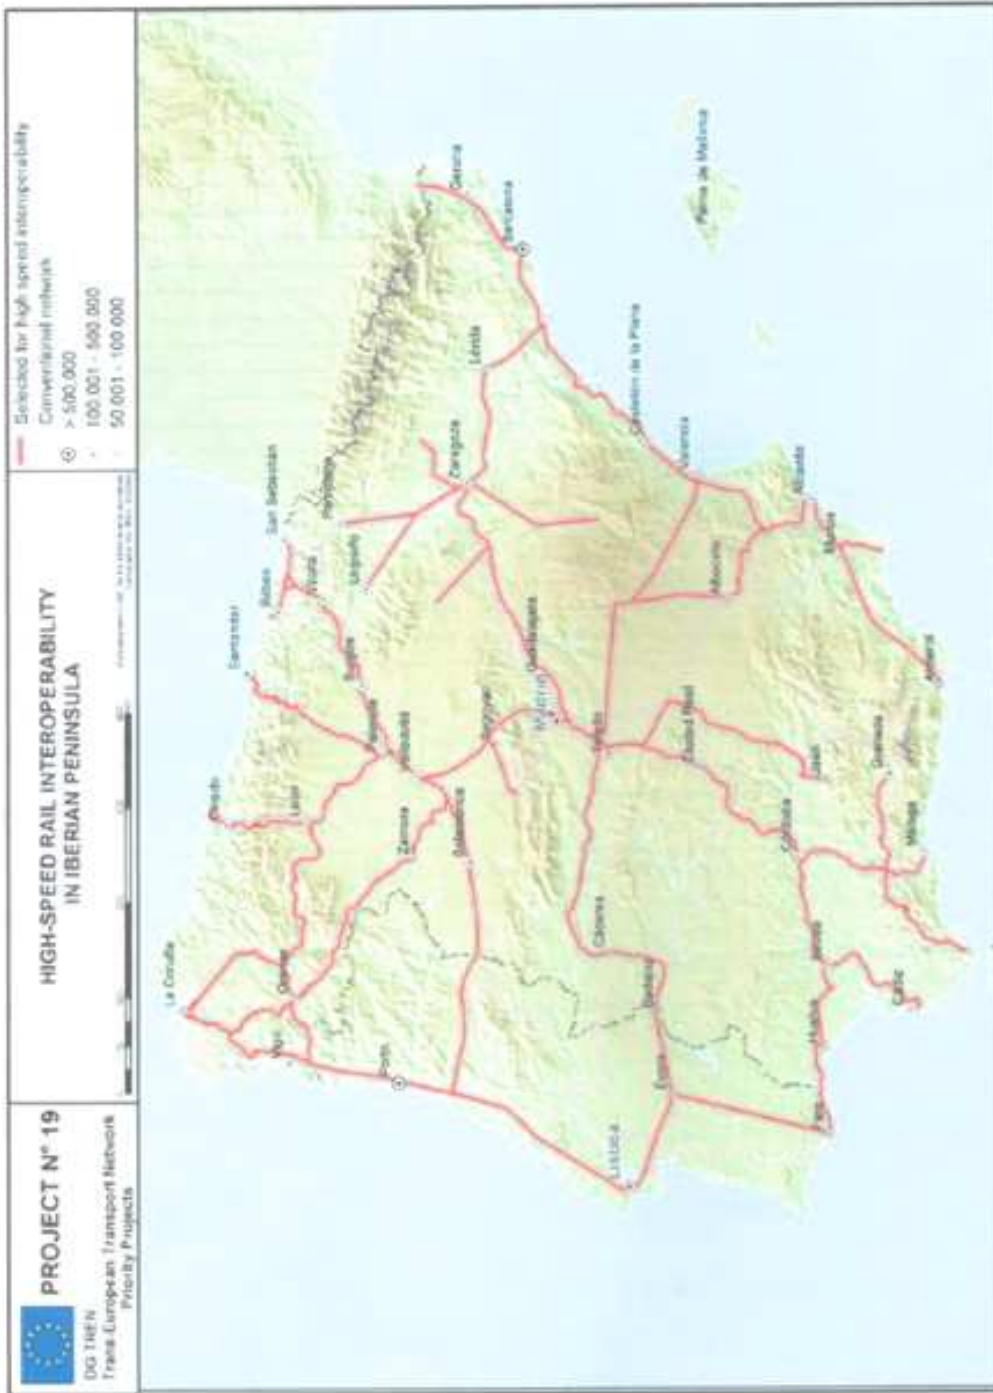 PROJECT N° 19
DG TREN
Trans-European Transport Network
Priority Projects
HIGH-SPEED RAIL INTEROPERABILITY
IN IBERIAN PENINSULA
Selected for high speed interoperability
Conventional network
> 500.000
100.001 - 500.000
50.001 - 100.000
La Coruña
Oviedo
Santander
Bilbao
San Sebastián
Vitoria
Pamplona
Logroño
León
Burgos
Palencia
Orense
Vigo
Valladolid
Zamora
Porto
Zaragoza
Lérida
Gerona
Barcelona
Salamanca
Segovia
Guadalajara
Madrid
Toledo
Cáceres
Castellón de la Plana
Valencia
Palma de Mallorca
Lisboa
Évora
Badajoz
Ciudad Real
Albacete
Alicante
Murcia
Córdoba
Jaén
Faro
Huelva
Sevilla
Granada
Almería
Málaga
Cádiz